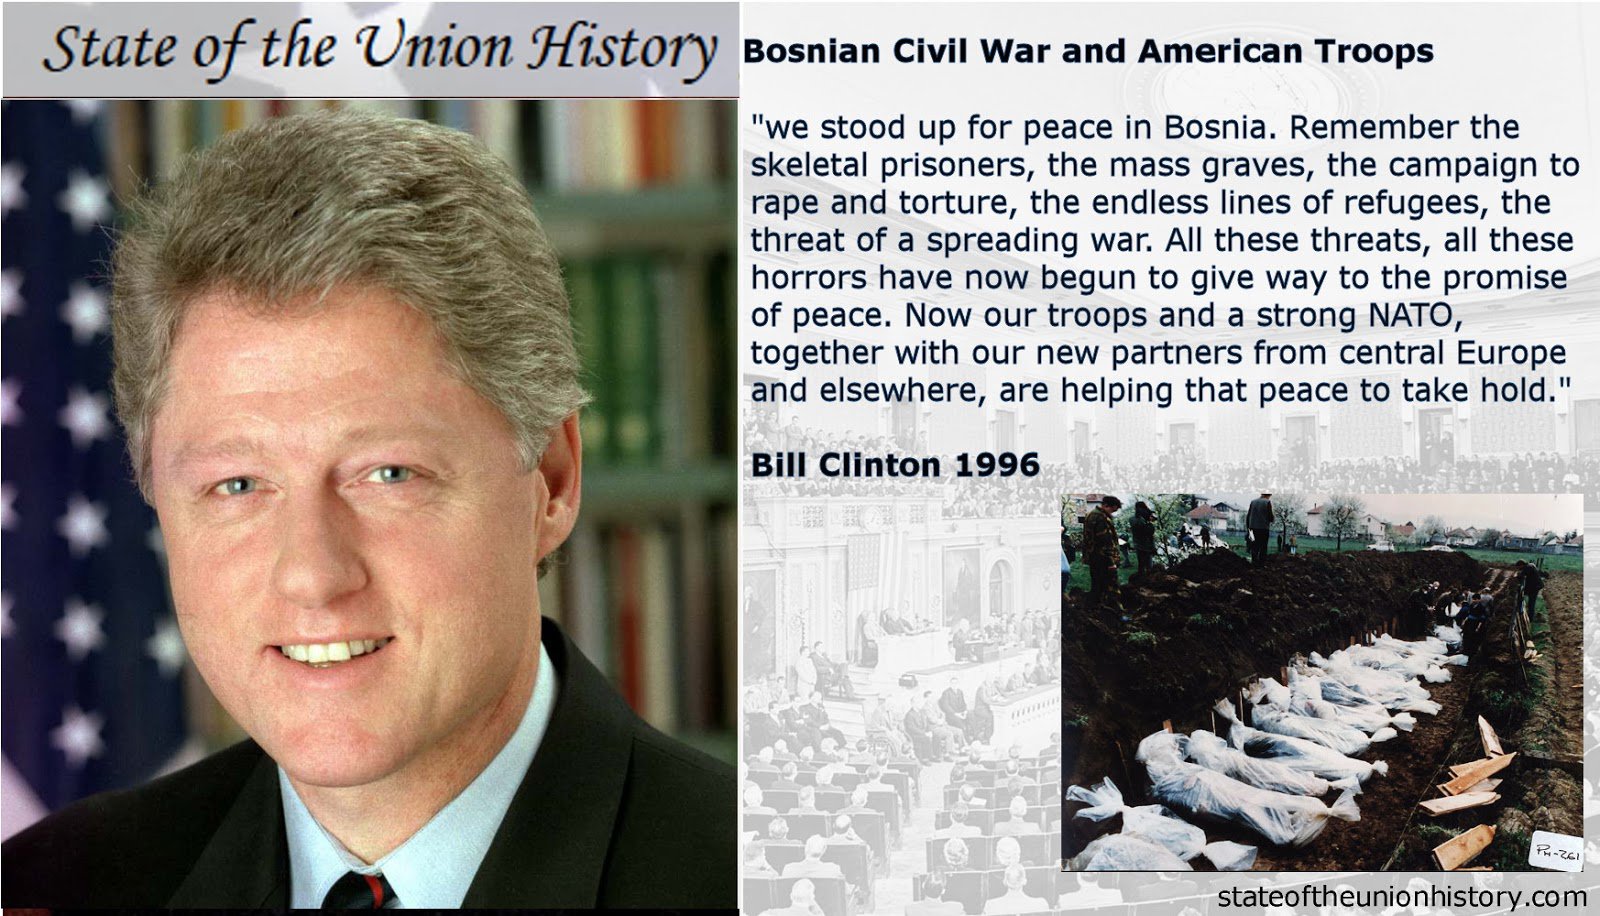 State of the Union History
Bosnian Civil War and American Troops
"we stood up for peace in Bosnia. Remember the
skeletal prisoners, the mass graves, the campaign to
rape and torture, the endless lines of refugees, the
threat of a spreading war. All these threats, all these
horrors have now begun to give way to the promise
of peace. Now our troops and a strong NATO,
together with our new partners from central Europe
and elsewhere, are helping that peace to take hold."
Bill Clinton 1996
PH-261
stateoftheunionhistory.com